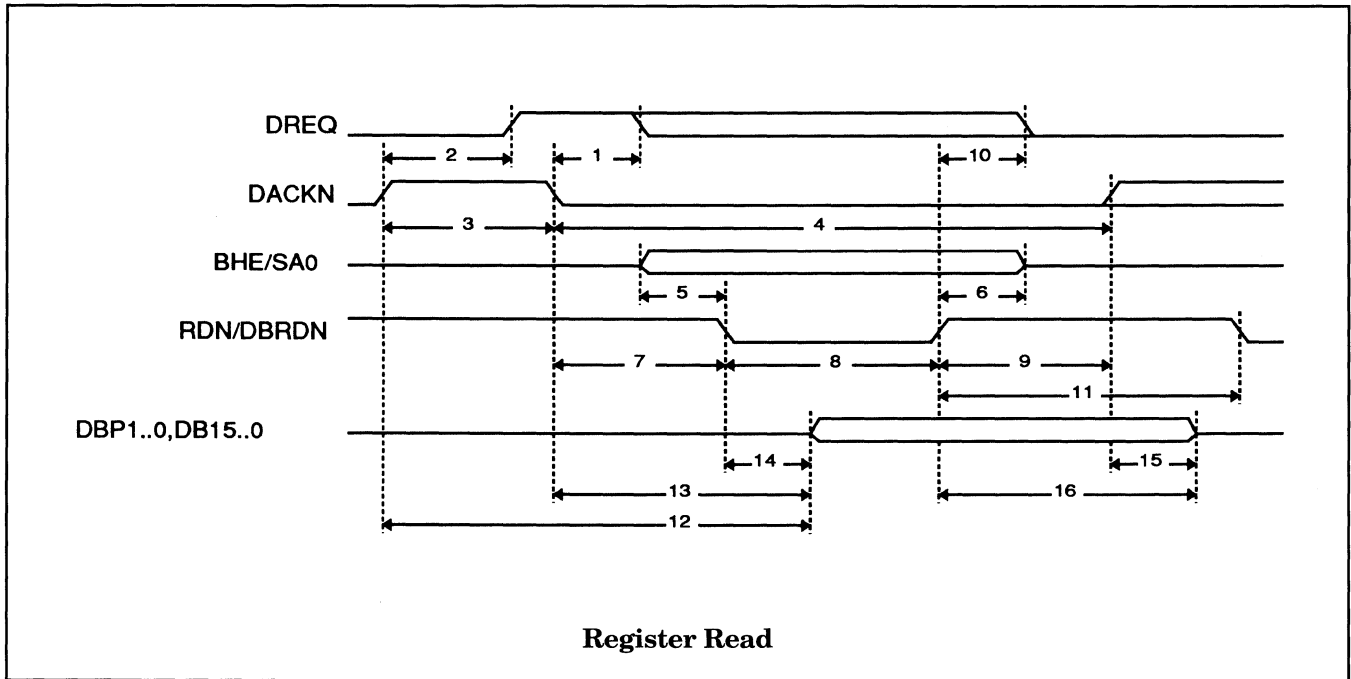 DREQ
2
1
10
DACKN
3
4
BHE/SA0
5
6
RDN/DBRDN
7
8
9
11
DBP1..0,DB15..0
14
15
13
16
12
Register Read